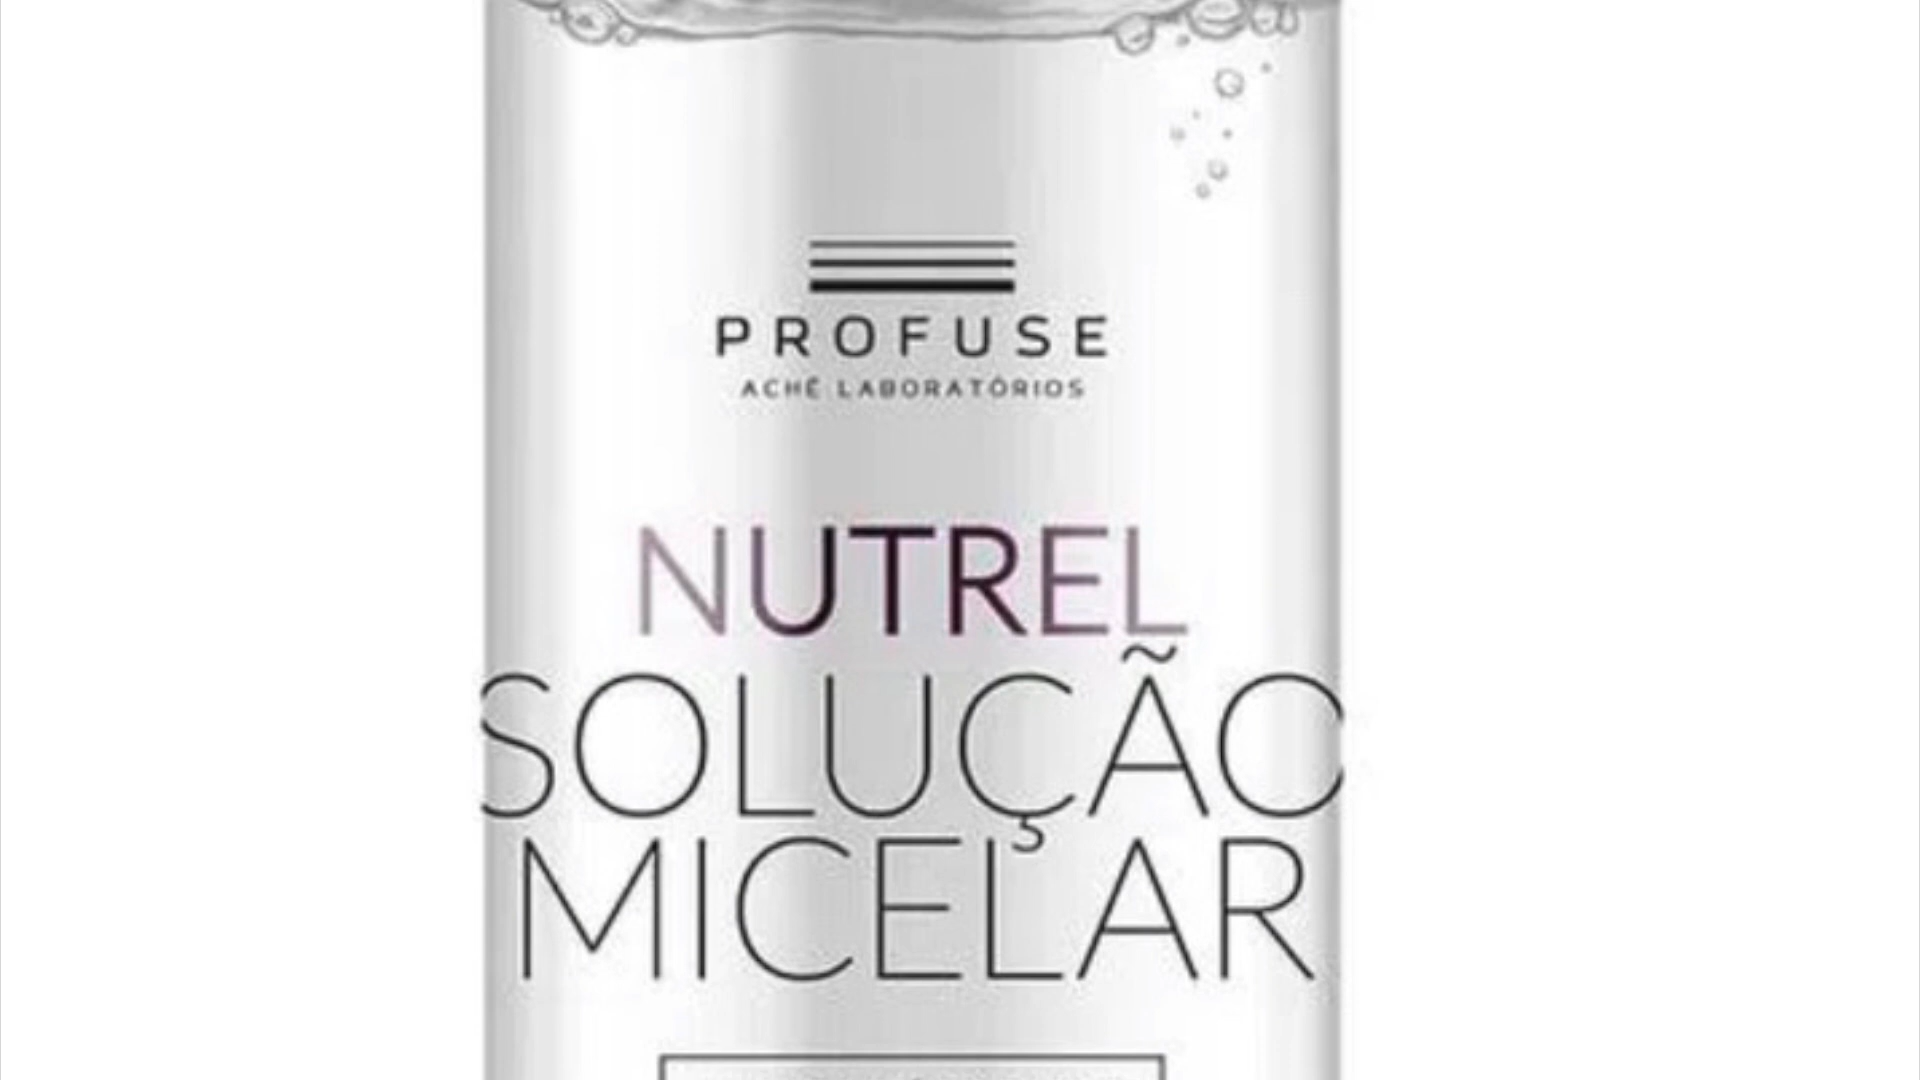 PROFUSE
ACHÉ LABORATÓRIOS
NUTREL
SOLUÇÃO
MICELAR